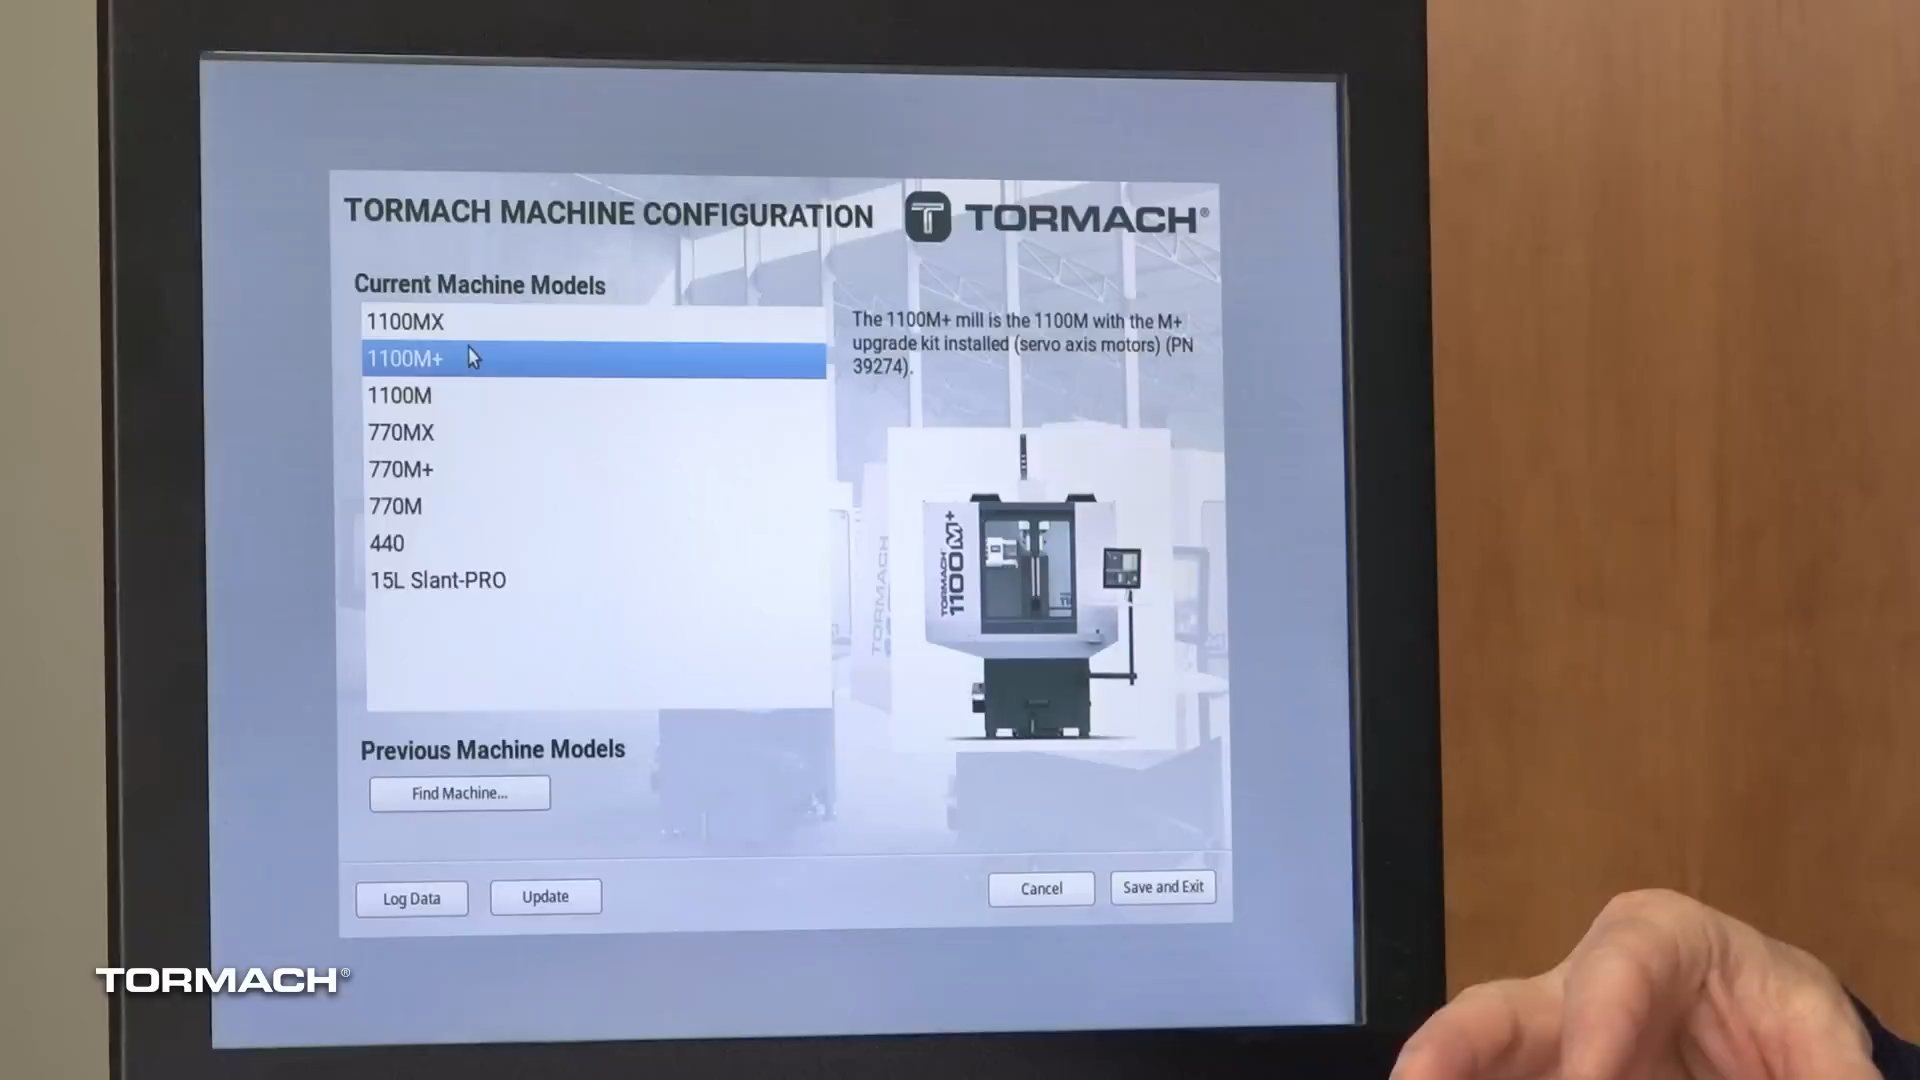 TORMACH MACHINE CONFIGURATION
TORMACH®
Current Machine Models
1100MX
1100M+
1100M
770MX
770M+
770M
440
15L Slant-PRO
The 1100M+ mill is the 1100M with the M+
upgrade kit installed (servo axis motors) (PN
39274).
TORMACH
TORMACH
1100M+
Previous Machine Models
Find Machine...
Log Data
Update
Cancel
Save and Exit
TORMACH®